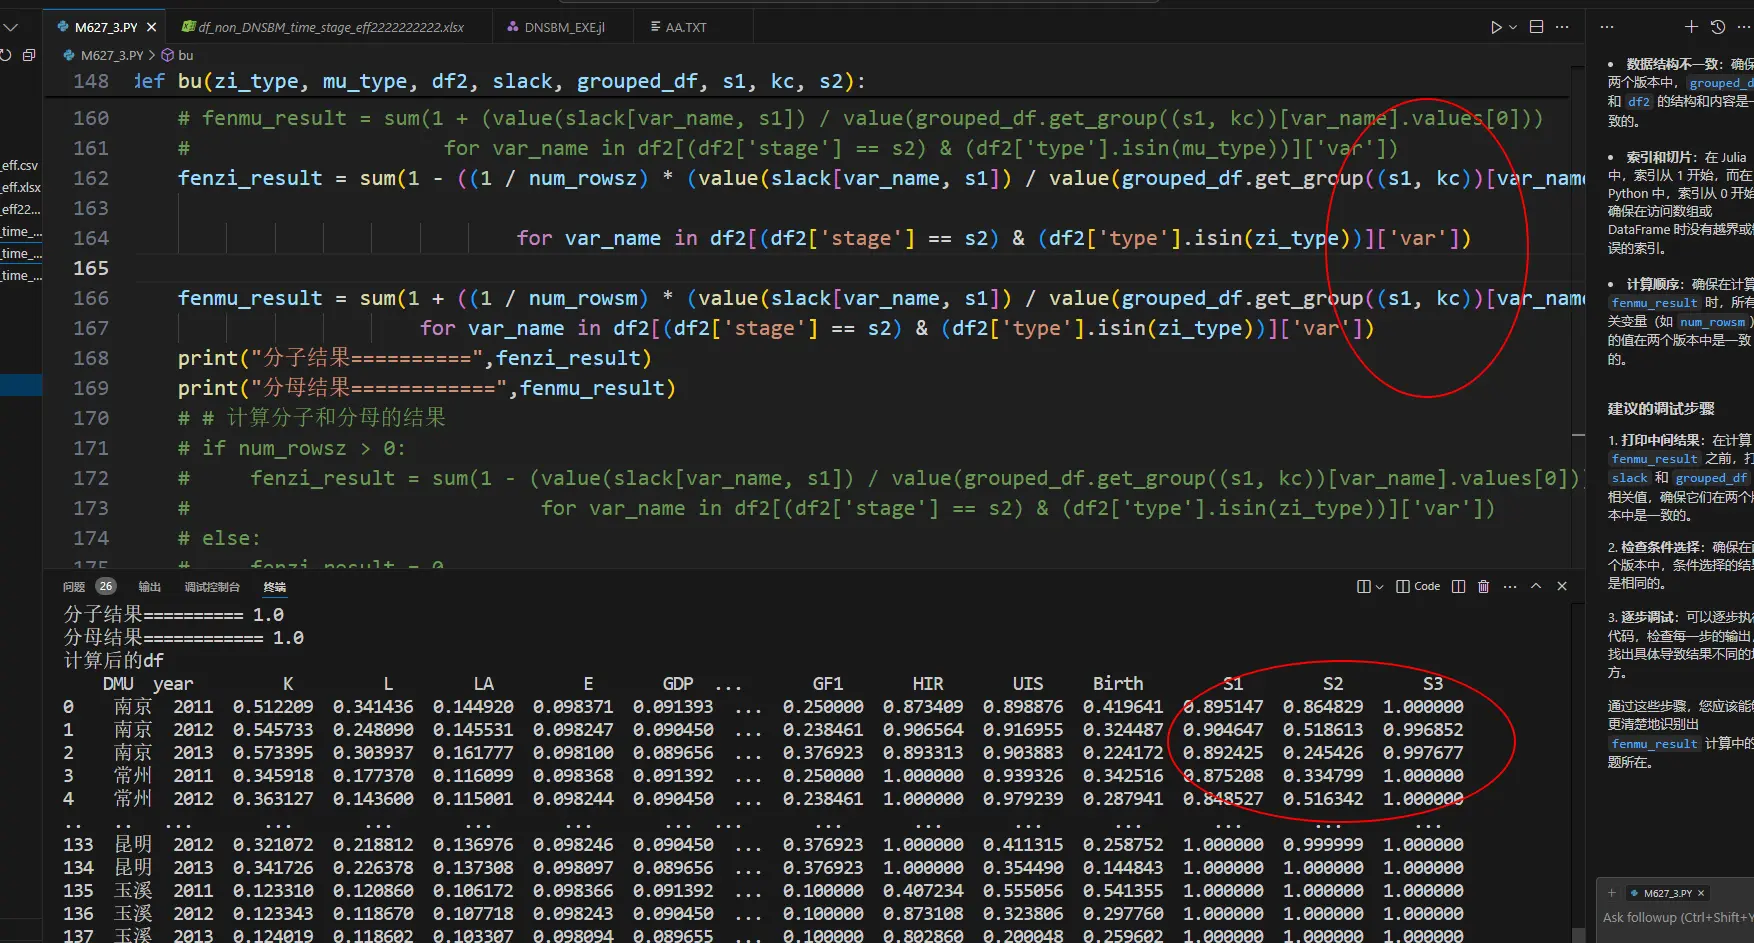 M627_3.PY
df_non_DNSBM_time_stage_eff2222222222.xlsx
DNSBM_EXE.jl
AA.TXT
M627_3.PY > bu
_eff.csv
_eff.xlsx
_eff22...
_time_...
_time_...
_time_...
148 def bu(zi_type, mu_type, df2, slack, grouped_df, s1, kc, s2):
160 # fenmu_result = sum(1 + (value(slack[var_name, s1]) / value(grouped_df.get_group((s1, kc))[var_name].values[0]))
161 # for var_name in df2[(df2['stage'] == s2) & (df2['type'].isin(mu_type))]['var'])
162 fenzi_result = sum(1 - ((1 / num_rowsz) * (value(slack[var_name, s1]) / value(grouped_df.get_group((s1, kc))[var_name
163
164 for var_name in df2[(df2['stage'] == s2) & (df2['type'].isin(zi_type))]['var'])
165
166 fenmu_result = sum(1 + ((1 / num_rowsm) * (value(slack[var_name, s1]) / value(grouped_df.get_group((s1, kc))[var_name
167 for var_name in df2[(df2['stage'] == s2) & (df2['type'].isin(zi_type))]['var'])
168 print("分子结果==========",fenzi_result)
169 print("分母结果============",fenmu_result)
170 # # 计算分子和分母的结果
171 # if num_rowsz > 0:
172 # fenzi_result = sum(1 - (value(slack[var_name, s1]) / value(grouped_df.get_group((s1, kc))[var_name].values[0])
173 # for var_name in df2[(df2['stage'] == s2) & (df2['type'].isin(zi_type))]['var'])
174 # else:
175 # fenzi_result = 0
问题 26 输出 调试控制台 终端
Code
分子结果========== 1.0
分母结果============ 1.0
计算后的df
DMU year K L LA E GDP ... GF1 HIR UIS Birth S1 S2 S3
0 南京 2011 0.512209 0.341436 0.144920 0.098371 0.091393 ... 0.250000 0.873409 0.898876 0.419641 0.895147 0.864829 1.000000
1 南京 2012 0.545733 0.248090 0.145531 0.098247 0.090450 ... 0.238461 0.906564 0.916955 0.324487 0.904647 0.518613 0.996852
2 南京 2013 0.573395 0.303937 0.161777 0.098100 0.089656 ... 0.376923 0.893313 0.903883 0.224172 0.892425 0.245426 0.997677
3 常州 2011 0.345918 0.177370 0.116099 0.098368 0.091392 ... 0.250000 1.000000 0.939326 0.342516 0.875208 0.334799 1.000000
4 常州 2012 0.363127 0.143600 0.115001 0.098244 0.090450 ... 0.238461 1.000000 0.979239 0.287941 0.848527 0.516342 1.000000
.. .. ... ... ... ... ... ... ... ... ... ... ... ... ... ...
133 昆明 2012 0.321072 0.218812 0.136976 0.098246 0.090450 ... 0.376923 1.000000 0.411315 0.258752 1.000000 0.999999 1.000000
134 昆明 2013 0.341726 0.226378 0.137308 0.098097 0.089656 ... 0.376923 1.000000 0.354490 0.144843 1.000000 1.000000 1.000000
135 玉溪 2011 0.123310 0.120860 0.106172 0.098366 0.091392 ... 0.100000 0.407234 0.555056 0.541355 1.000000 1.000000 1.000000
136 玉溪 2012 0.123343 0.118670 0.107718 0.098243 0.090450 ... 0.100000 0.873108 0.323806 0.297760 1.000000 1.000000 1.000000
137 玉溪 2013 0.124019 0.118602 0.103307 0.098094 0.089655 ... 0.100000 0.802860 0.200048 0.259602 1.000000 1.000000 1.000000
• 数据结构不一致：确保
两个版本中，grouped_d
和 df2 的结构和内容是一
致的。
• 索引和切片：在 Julia
中，索引从 1 开始，而在
Python 中，索引从 0 开始
确保在访问数组或
DataFrame 时没有越界或错
误的索引。
• 计算顺序：确保在计算
fenmu_result 时，所有
关变量（如 num_rowsm）
的值在两个版本中是一致
的。
建议的调试步骤
1. 打印中间结果：在计算
fenmu_result 之前，打
slack 和 grouped_df
相关值，确保它们在两个版
本中是一致的。
2. 检查条件选择：确保在两
个版本中，条件选择的结果
是相同的。
3. 逐步调试：可以逐步执行
代码，检查每一步的输出，
找出具体导致结果不同的地
方。
通过这些步骤，您应该能够
更清楚地识别出
fenmu_result 计算中的
题所在。
M627_3.PY
Ask followup (Ctrl+Shift+Y